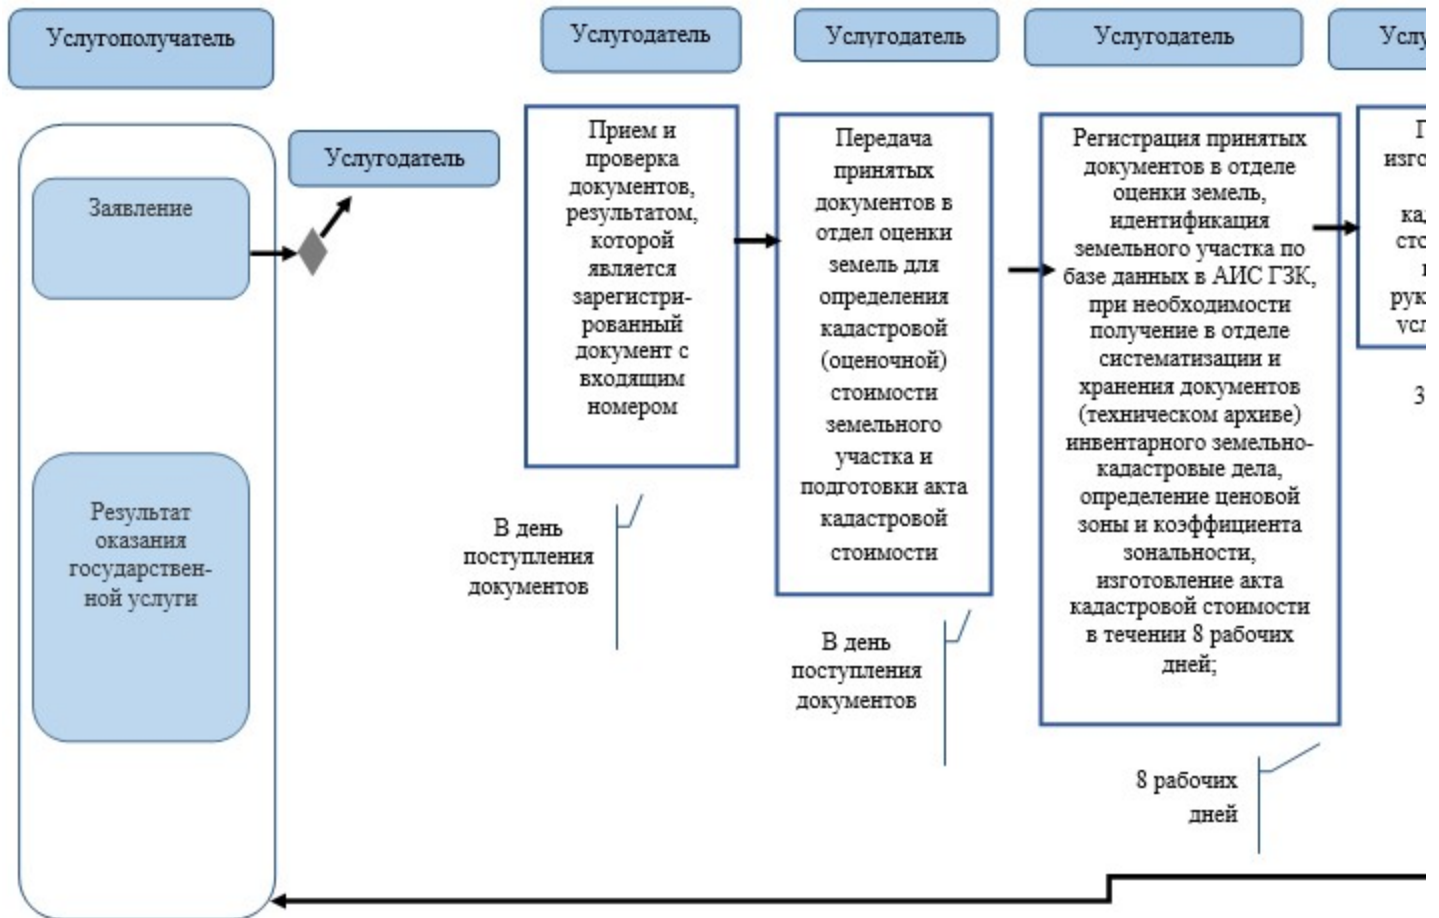 Услугополучатель
Заявление
Результат
оказания
государствен-
ной услуги
Услугодатель
Услугодатель
Прием и
проверка
документов,
результатом,
которой
является
зарегистри-
рованный
документ с
входящим
номером
В день
поступления
документов
Услугодатель
Передача
принятых
документов в
отдел оценки
земель для
определения
кадастровой
(оценочной)
стоимости
земельного
участка и
подготовки акта
кадастровой
стоимости
В день
поступления
документов
Услугодатель
Регистрация принятых
документов в отделе
оценки земель,
идентификация
земельного участка по
базе данных в АИС ГЗК,
при необходимости
получение в отделе
систематизации и
хранения документов
(техническом архиве)
инвентарного земельно-
кадастровые дела,
определение ценовой
зоны и коэффициента
зональности,
изготовление акта
кадастровой стоимости
в течении 8 рабочих
дней;
8 рабочих
дней